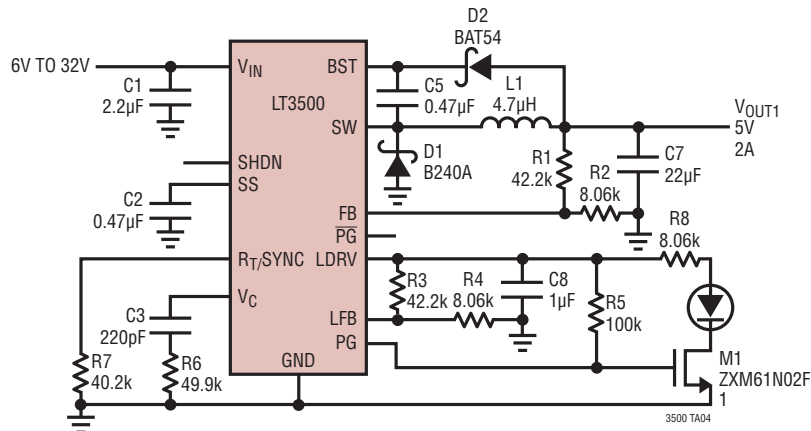 D2
BAT54
6V TO 32V
V_IN
BST
C1
2.2µF
LT3500
C5
0.47µF
L1
4.7µH
V_OUT1
5V
2A
SW
SHDN
SS
D1
B240A
R1
42.2k
R2
8.06k
C7
22µF
C2
0.47µF
FB
PG
R8
8.06k
R_T/SYNC
LDRV
R3
42.2k
R4
8.06k
C8
1µF
R5
100k
V_C
C3
220pF
LFB
PG
GND
R7
40.2k
R6
49.9k
M1
ZXM61N02F
1
3500 TA04